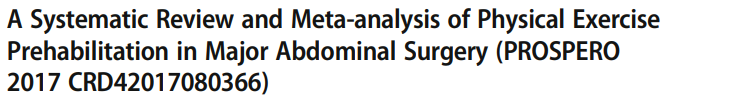 A Systematic Review and Meta-analysis of Physical Exercise
Prehabilitation in Major Abdominal Surgery (PROSPERO
2017 CRD42017080366)